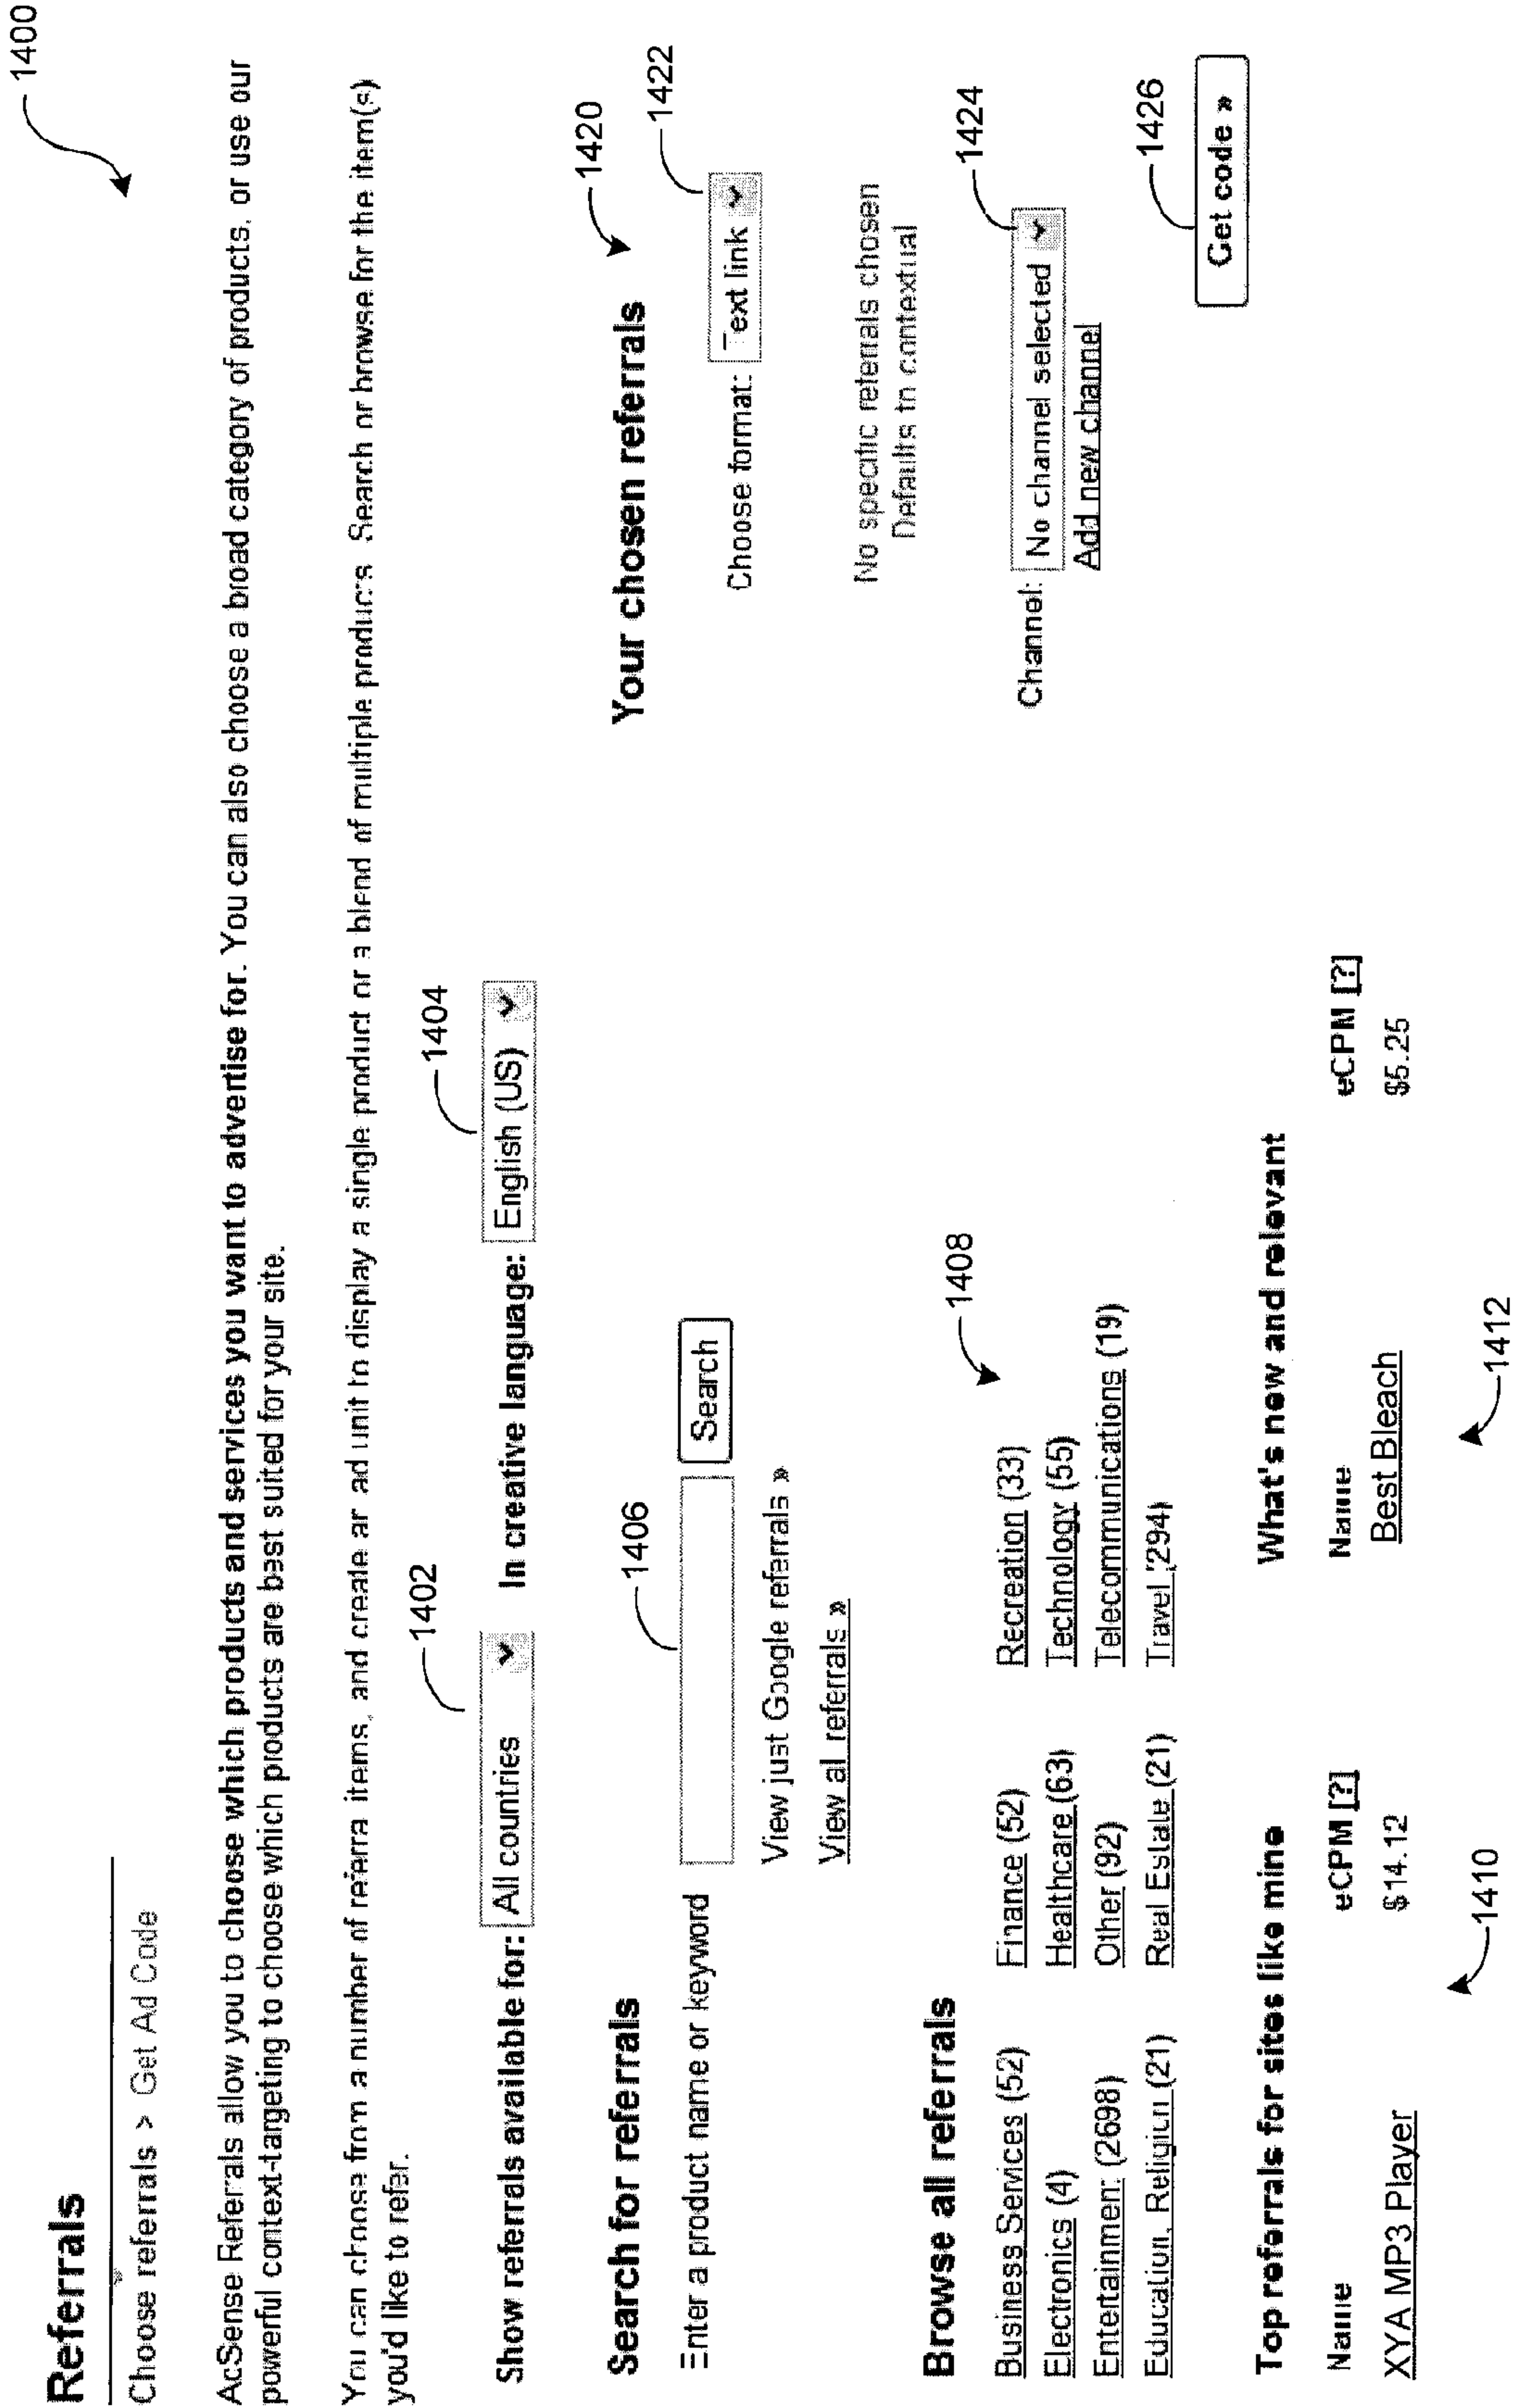 1400
Referrals
Choose referrals > Get Ad Code
AcSense Referrals allow you to choose which products and services you want to advertise for. You can also choose a broad category of products, or use our
powerful context-targeting to choose which products are best suited for your site.
You can choose from a number of referra items, and create ar ad unit to display a single product or a blend of multiple products. Search or browse for the item(s)
you'd like to refer.
1402
1404
Show referrals available for: All countries In creative language: English (US)
1420
Search for referrals
Your chosen referrals
1406
1422
Enter a product name or keyword Search
Choose format: Text link
View just Google referrals »
View al referrals »
No specific referrals chosen
Defaults to contextual
1408
1424
Browse all referrals
Channel: No channel selected
Add new channel
Business Services (52) Finance (52) Recreation (33)
Electronics (4) Healthcare (63) Technology (55)
Entertainment (2698) Other (92) Telecommunications (19)
Education, Religion (21) Real Estate (21) Travel (294)
1426
Get code »
Top referrals for sites like mine
What's new and relevant
Name eCPM [?]
Name eCPM [?]
XYA MP3 Player $14.12
Best Bleach $5.25
1410
1412